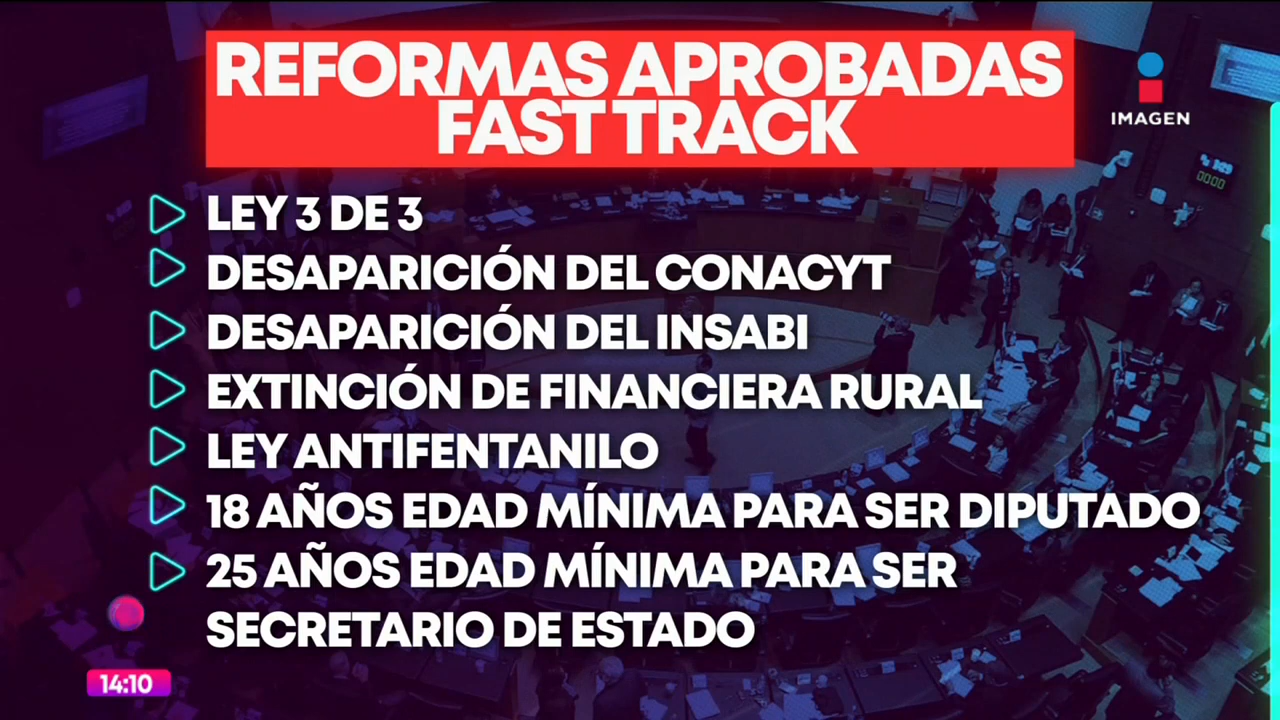 REFORMAS APROBADAS
FAST TRACK
IMAGEN
00:00
LEY 3 DE 3
DESAPARICIÓN DEL CONACYT
DESAPARICIÓN DEL INSABI
EXTINCIÓN DE FINANCIERA RURAL
LEY ANTIFENTANILO
18 AÑOS EDAD MÍNIMA PARA SER DIPUTADO
25 AÑOS EDAD MÍNIMA PARA SER
SECRETARIO DE ESTADO
14:10